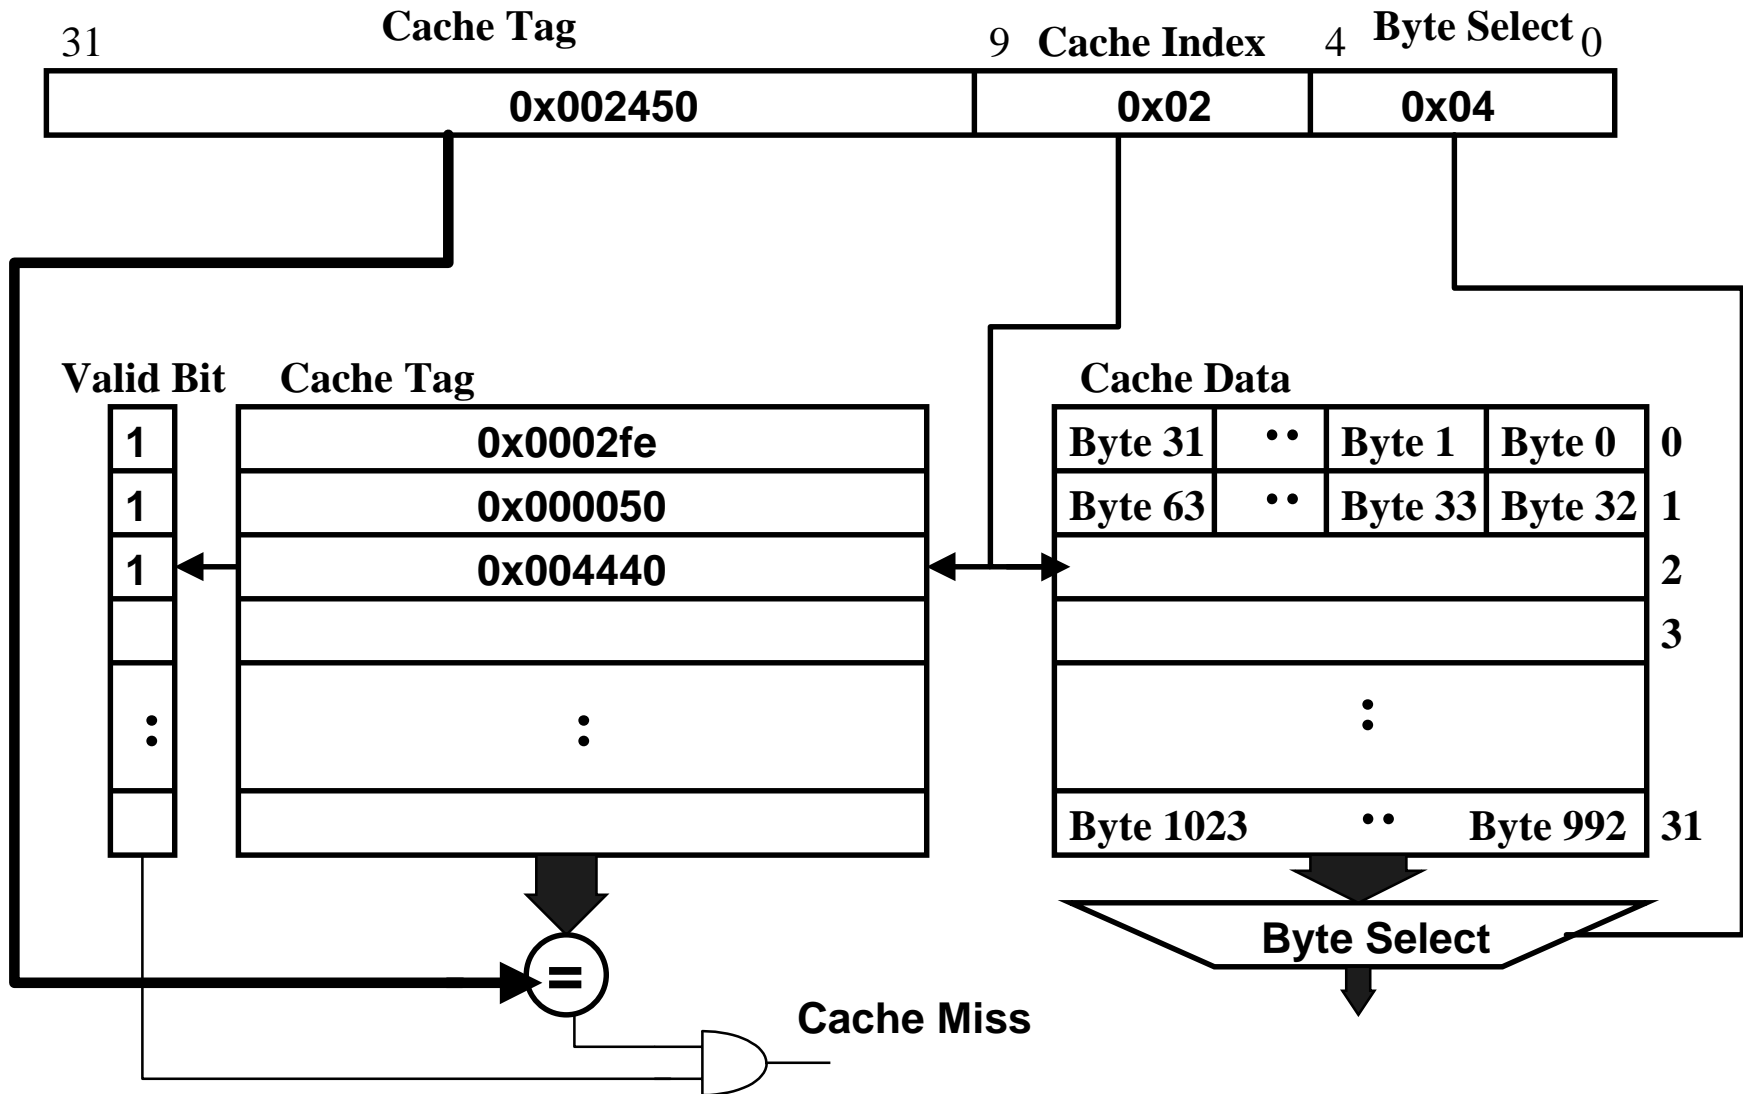 31 Cache Tag 9 Cache Index 4 Byte Select 0
0x002450 0x02 0x04
Valid Bit Cache Tag Cache Data
1 0x0002fe Byte 31 .. Byte 1 Byte 0 0
1 0x000050 Byte 63 .. Byte 33 Byte 32 1
1 0x004440 2
3
: : :
Byte 1023 .. Byte 992 31
Byte Select
=
Cache Miss